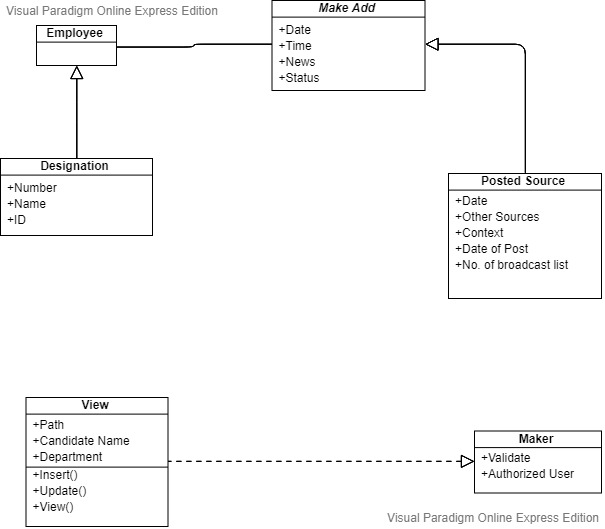 Visual Paradigm Online Express Edition
Employee
Make Add
+Date
+Time
+News
+Status
Designation
+Number
+Name
+ID
Posted Source
+Date
+Other Sources
+Context
+Date of Post
+No. of broadcast list
View
+Path
+Candidate Name
+Department
+Insert()
+Update()
+View()
Maker
+Validate
+Authorized User
Visual Paradigm Online Express Edition